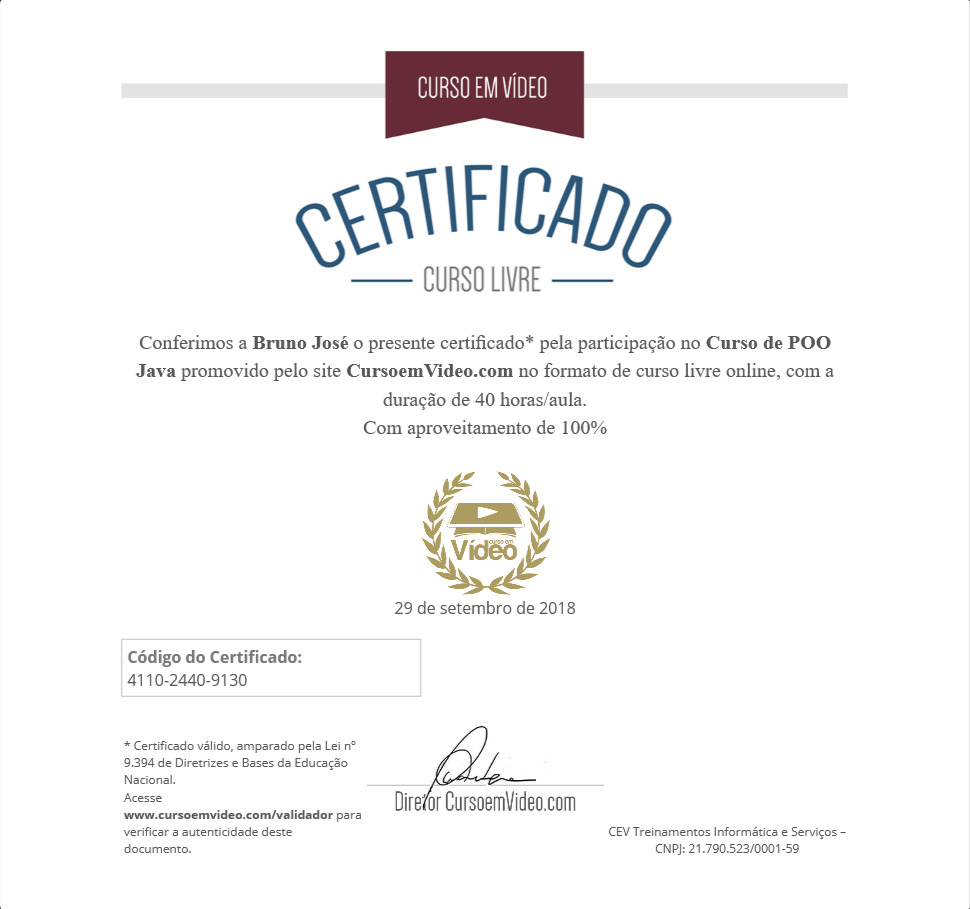 CURSO EM VÍDEO
CERTIFICADO
CURSO LIVRE
Conferimos a Bruno José o presente certificado* pela participação no Curso de POO
Java promovido pelo site CursoemVideo.com no formato de curso livre online, com a
duração de 40 horas/aula.
Com aproveitamento de 100%
curso em
Vídeo
29 de setembro de 2018
Código do Certificado:
4110-2440-9130
* Certificado válido, amparado pela Lei nº
9.394 de Diretrizes e Bases da Educação
Nacional.
Acesse
www.cursoemvideo.com/validador para
verificar a autenticidade deste
documento.
Diretor CursoemVideo.com
CEV Treinamentos Informática e Serviços –
CNPJ: 21.790.523/0001-59